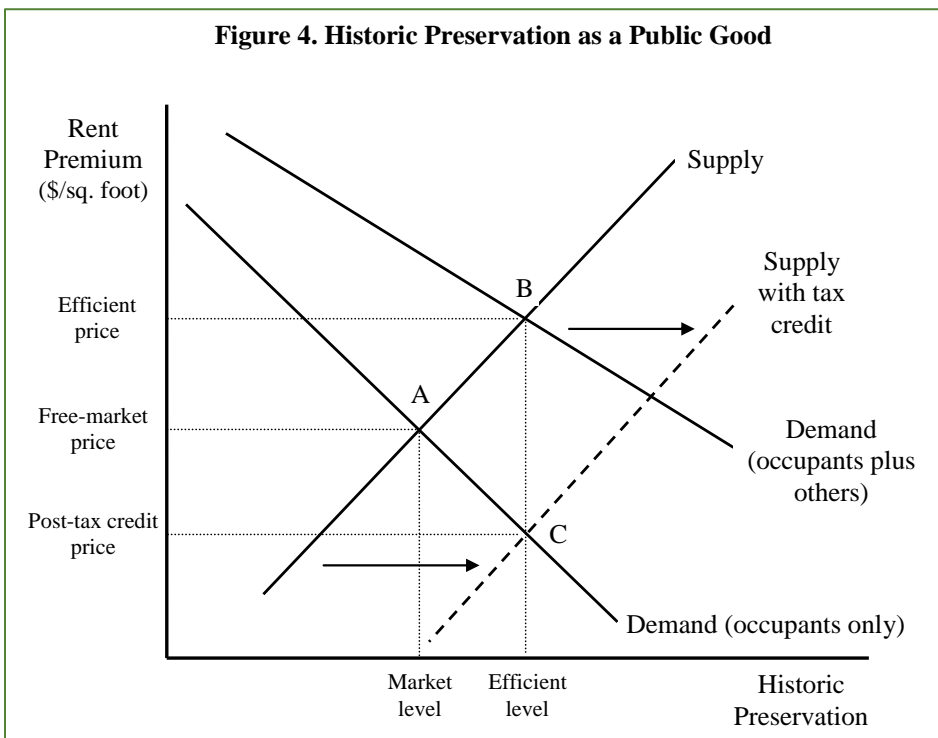 Figure 4. Historic Preservation as a Public Good
Rent
Premium
($/sq. foot)
Supply
Supply
with tax
credit
Efficient
price
B
Free-market
price
A
Demand
(occupants plus
others)
Post-tax credit
price
C
Demand (occupants only)
Market
level
Efficient
level
Historic
Preservation